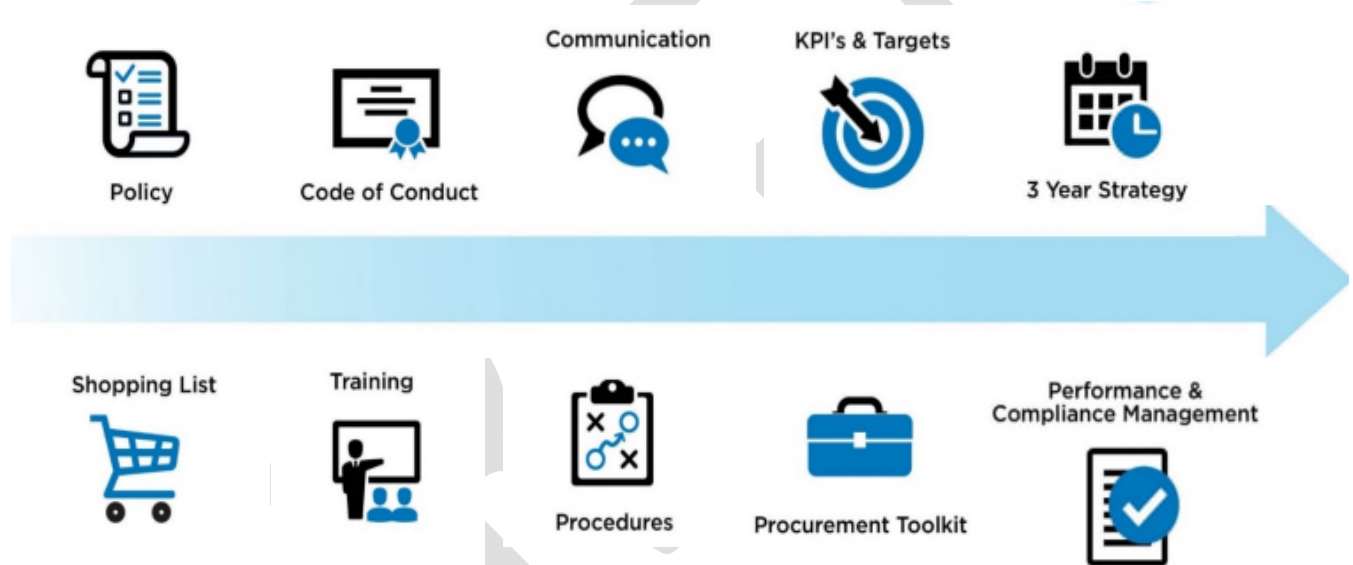 Communication
KPI's & Targets
Policy
Code of Conduct
3 Year Strategy
Shopping List
Training
Performance &
Compliance Management
Procedures
Procurement Toolkit